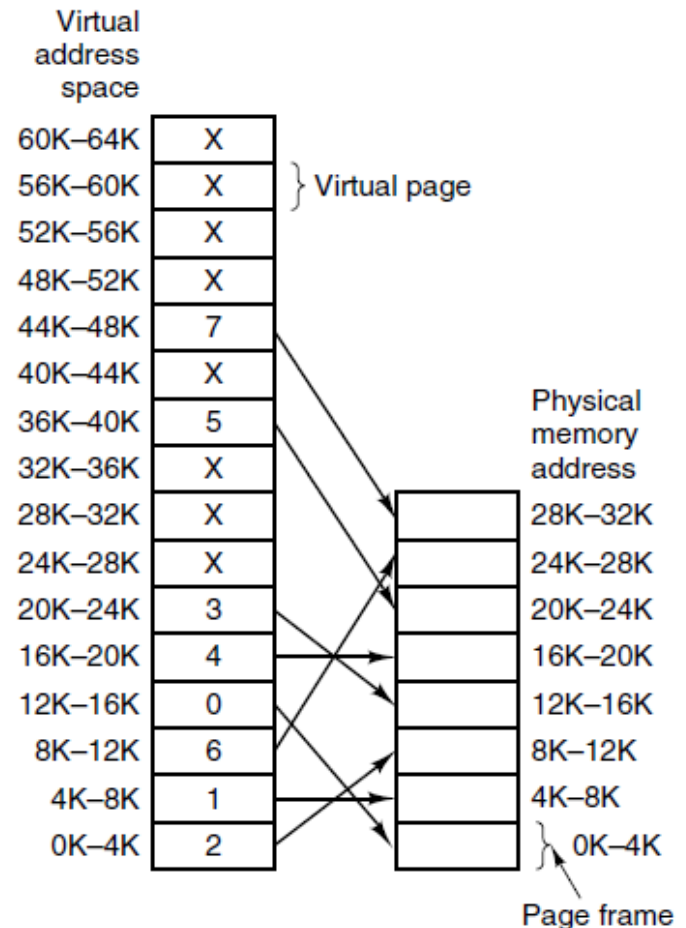 Virtual
address
space
60K–64K X
56K–60K X Virtual page
52K–56K X
48K–52K X
44K–48K 7
40K–44K X
36K–40K 5
32K–36K X
28K–32K X
24K–28K X
20K–24K 3
16K–20K 4
12K–16K 0
8K–12K 6
4K–8K 1
0K–4K 2
Physical
memory
address
28K–32K
24K–28K
20K–24K
16K–20K
12K–16K
8K–12K
4K–8K
0K–4K
Page frame